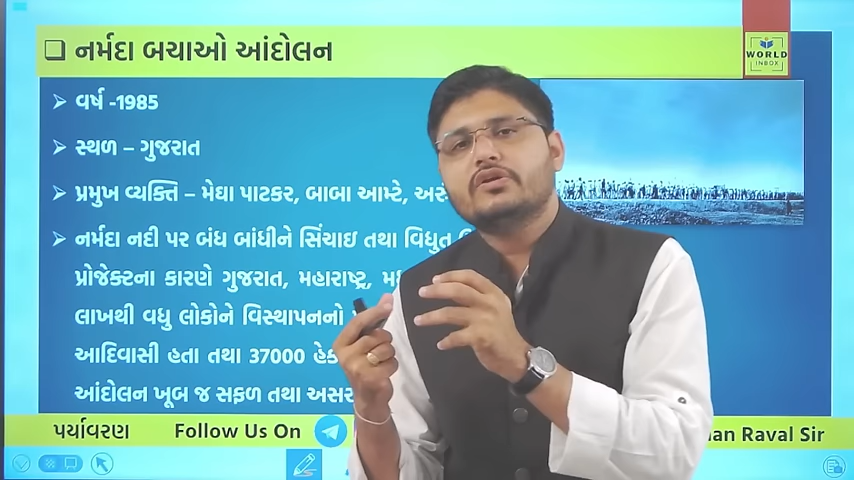 ❑ નર્મદા બચાઓ આંદોલન
WORLD
INBOX
➢ વર્ષ -1985
➢ સ્થળ – ગુજરાત
➢ પ્રમુખ વ્યક્તિ – મેઘા પાટકર, બાબા આમ્ટે,
➢ નર્મદા નદી પર બંધ બાંધીને સિંચાઇ તથા વિધુત
પ્રોજેક્ટના કારણે ગુજરાત, મહારાષ્ટ્ર,
લાખથી વધુ લોકોને વિસ્થાપનનો
આદિવાસી હતા તથા 37000
આંદોલન ખૂબ જ સફળ તથા
પર્યાવરણ Follow Us On Raval Sir